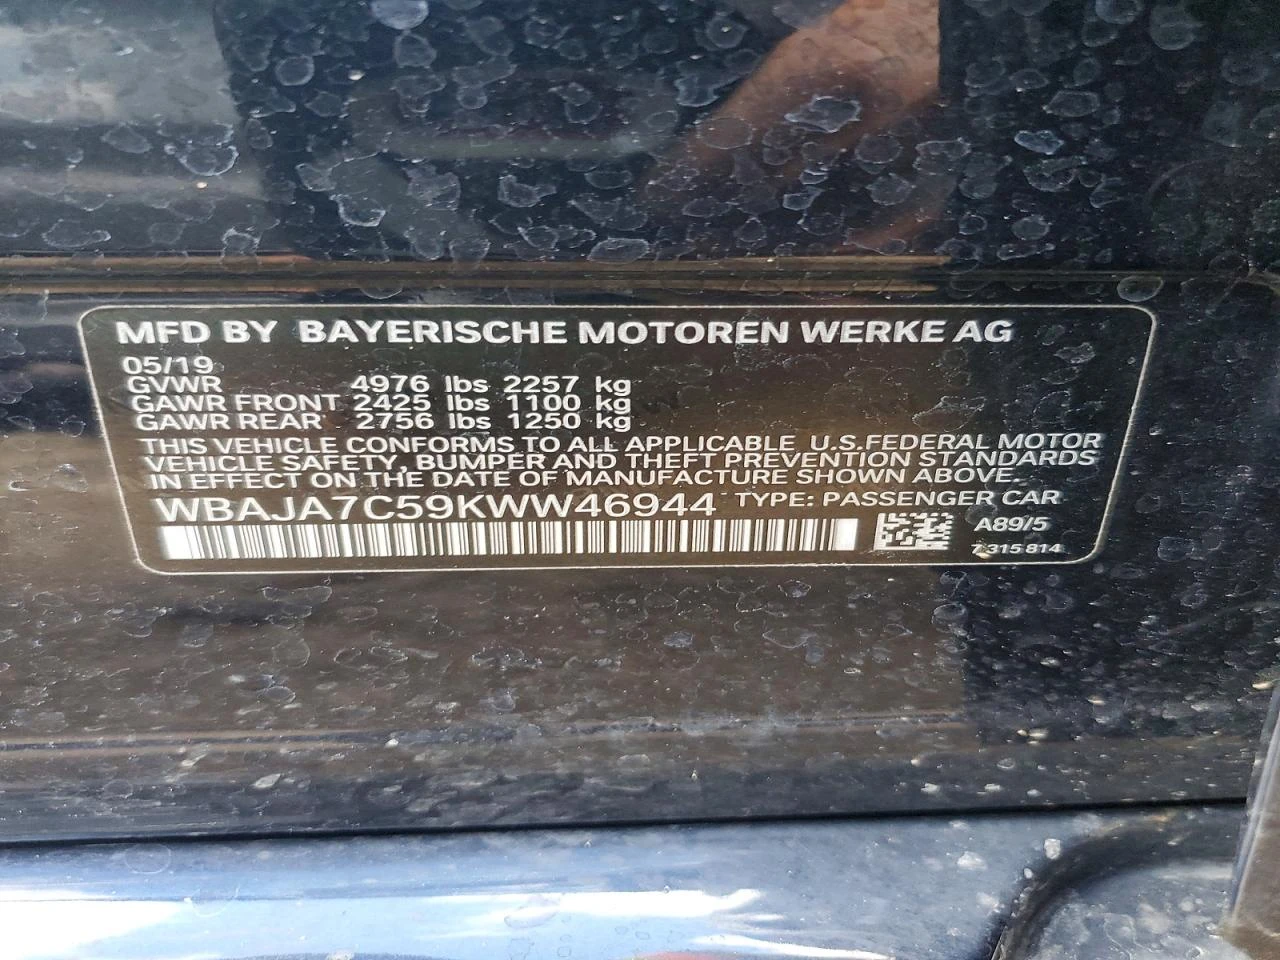 MFD BY BAYERISCHE MOTOREN WERKE AG
05/19
GVWR 4976 lbs 2257 kg
GAWR FRONT 2425 lbs 1100 kg
GAWR REAR 2756 lbs 1250 kg
THIS VEHICLE CONFORMS TO ALL APPLICABLE U.S.FEDERAL MOTOR
VEHICLE SAFETY, BUMPER AND THEFT PREVENTION STANDARDS
IN EFFECT ON THE DATE OF MANUFACTURE SHOWN ABOVE.
WBAJA7C59KWW46944 TYPE: PASSENGER CAR
A89/5
7 315 814